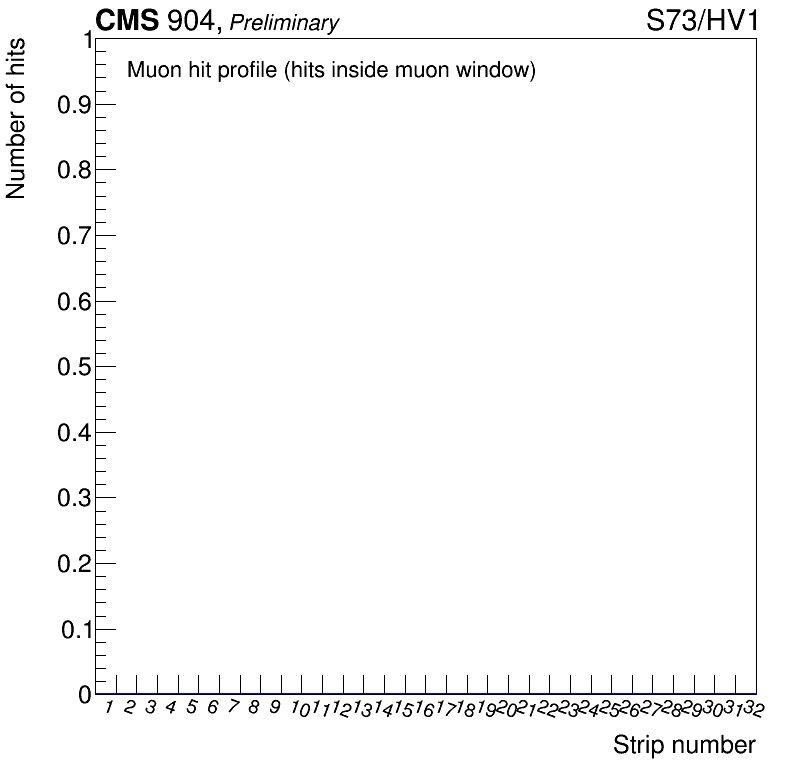 CMS 904, Preliminary S73/HV1
Muon hit profile (hits inside muon window)
Number of hits
1
0.9
0.8
0.7
0.6
0.5
0.4
0.3
0.2
0.1
0
1 2 3 4 5 6 7 8 9 10 11 12 13 14 15 16 17 18 19 20 21 22 23 24 25 26 27 28 29 30 31 32
Strip number